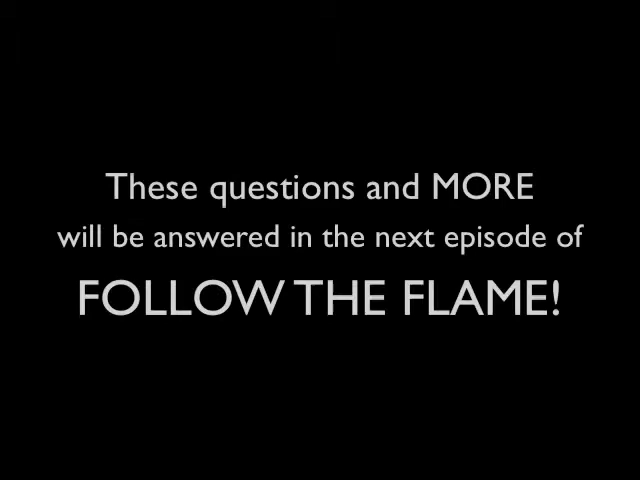 These questions and MORE
will be answered in the next episode of
FOLLOW THE FLAME!